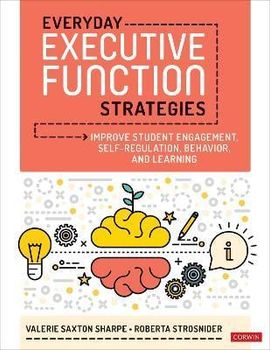 EVERYDAY
EXECUTIVE
FUNCTION
STRATEGIES
IMPROVE STUDENT ENGAGEMENT,
SELF-REGULATION, BEHAVIOR,
AND LEARNING
i
VALERIE SAXTON SHARPE • ROBERTA STROSNIDER
CORWIN